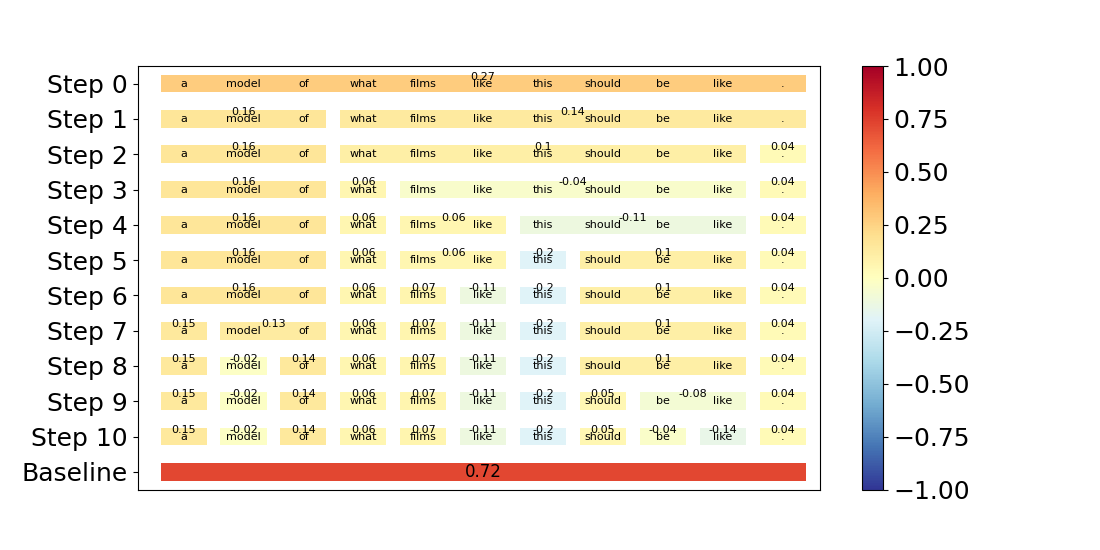 0.27
Step 0 a model of what films like this should be like .
0.16 0.14
Step 1 a model of what films like this should be like .
0.16 0.1 0.04
Step 2 a model of what films like this should be like .
0.16 0.06 -0.04 0.04
Step 3 a model of what films like this should be like .
0.16 0.06 0.06 -0.11 0.04
Step 4 a model of what films like this should be like .
0.16 0.06 0.06 -0.2 0.1 0.04
Step 5 a model of what films like this should be like .
0.16 0.06 0.07 -0.11 -0.2 0.1 0.04
Step 6 a model of what films like this should be like .
0.15 0.13 0.06 0.07 -0.11 -0.2 0.1 0.04
Step 7 a model of what films like this should be like .
0.15 -0.02 0.14 0.06 0.07 -0.11 -0.2 0.1 0.04
Step 8 a model of what films like this should be like .
0.15 -0.02 0.14 0.06 0.07 -0.11 -0.2 0.05 -0.08 0.04
Step 9 a model of what films like this should be like .
0.15 -0.02 0.14 0.06 0.07 -0.11 -0.2 0.05 -0.04 -0.14 0.04
Step 10 a model of what films like this should be like .
Baseline 0.72
1.00
0.75
0.50
0.25
0.00
−0.25
−0.50
−0.75
−1.00